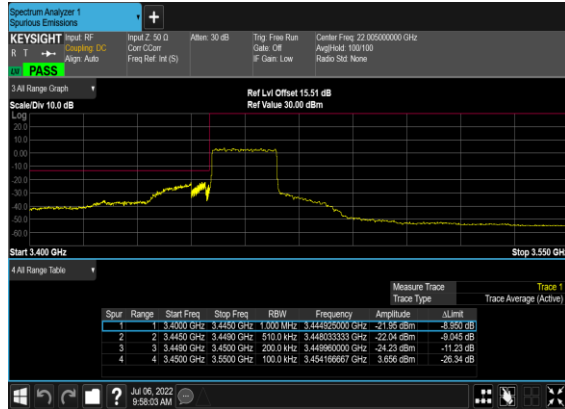 Spectrum Analyzer 1
Spurious Emissions
+
KEYSIGHT Input: RF Input Z: 50 Ω Atten: 30 dB Trig: Free Run Center Freq: 22.005000000 GHz
R T Coupling: DC Corr CCorr Gate: Off Avg|Hold: 100/100
Align: Auto Freq Ref: Int (S) IF Gain: Low Radio Std: None
LV PASS
3 All Range Graph
Ref Lvl Offset 15.51 dB
Scale/Div 10.0 dB Ref Value 30.00 dBm
Log
20.0
10.0
0.00
-10.0
-20.0
-30.0
-40.0
-50.0
-60.0
Start 3.400 GHz Stop 3.550 GH
4 All Range Table
Measure Trace Trace 1
Trace Type Trace Average (Active)
Spur Range Start Freq Stop Freq RBW Frequency Amplitude ΔLimit
1 1 3.4000 GHz 3.4450 GHz 1.000 MHz 3.444925000 GHz -21.95 dBm -8.950 dB
2 2 3.4450 GHz 3.4490 GHz 510.0 kHz 3.448033333 GHz -22.04 dBm -9.045 dB
3 3 3.4490 GHz 3.4500 GHz 200.0 kHz 3.449960000 GHz -24.23 dBm -11.23 dB
4 4 3.4500 GHz 3.5500 GHz 100.0 kHz 3.454166667 GHz 3.656 dBm -26.34 dB
? Jul 06, 2022
9:58:03 AM